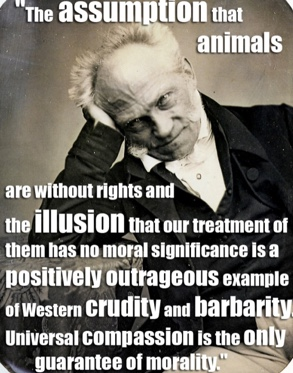 "The assumption that
animals
are without rights and
the illusion that our treatment of
them has no moral significance is a
positively outrageous example
of Western crudity and barbarity.
Universal compassion is the only
guarantee of morality."